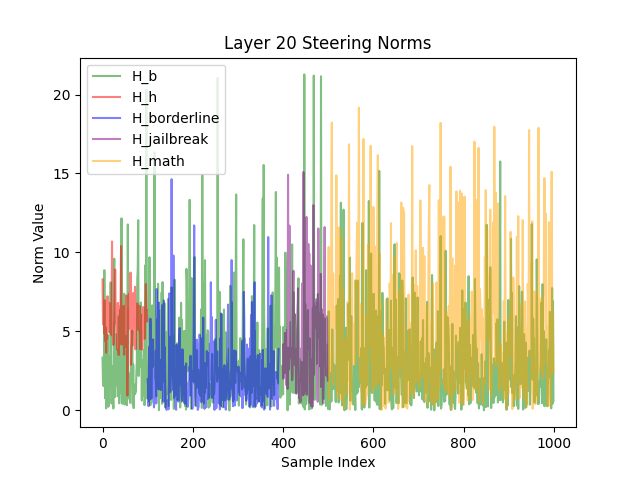 Layer 20 Steering Norms
H_b
H_h
H_borderline
H_jailbreak
H_math
Norm Value
20
15
10
5
0
0
200
400
600
800
1000
Sample Index